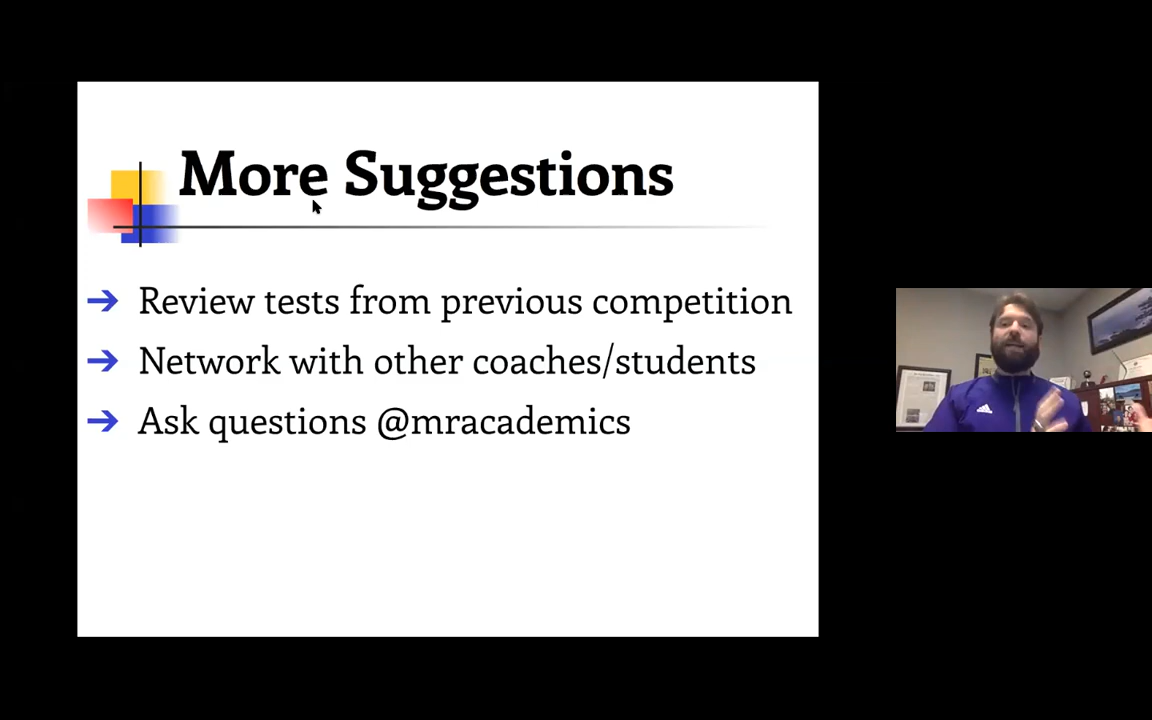 More Suggestions
➔ Review tests from previous competition
➔ Network with other coaches/students
➔ Ask questions @mracademics